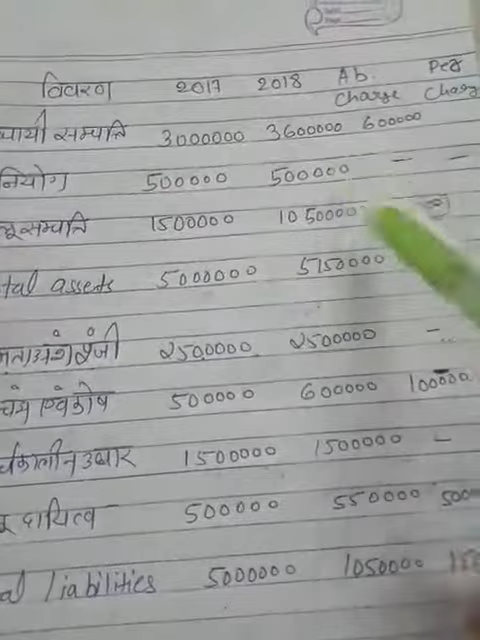 विवरण 2017 2018 Ab. charge Per Charg
थायी सम्पत्ति 3000000 3600000 600000
नियोग 500000 500000 — —
लू सम्पत्ति 1500000 1050000
tal assets 5000000 5150000
मता अंश पूंजी 2500000 2500000 —
चय एवं कोष 500000 600000 100000
र्घकालीन उधार 1500000 1500000 —
लू दायित्व 500000 550000 500
al liabilities 5000000 1050000